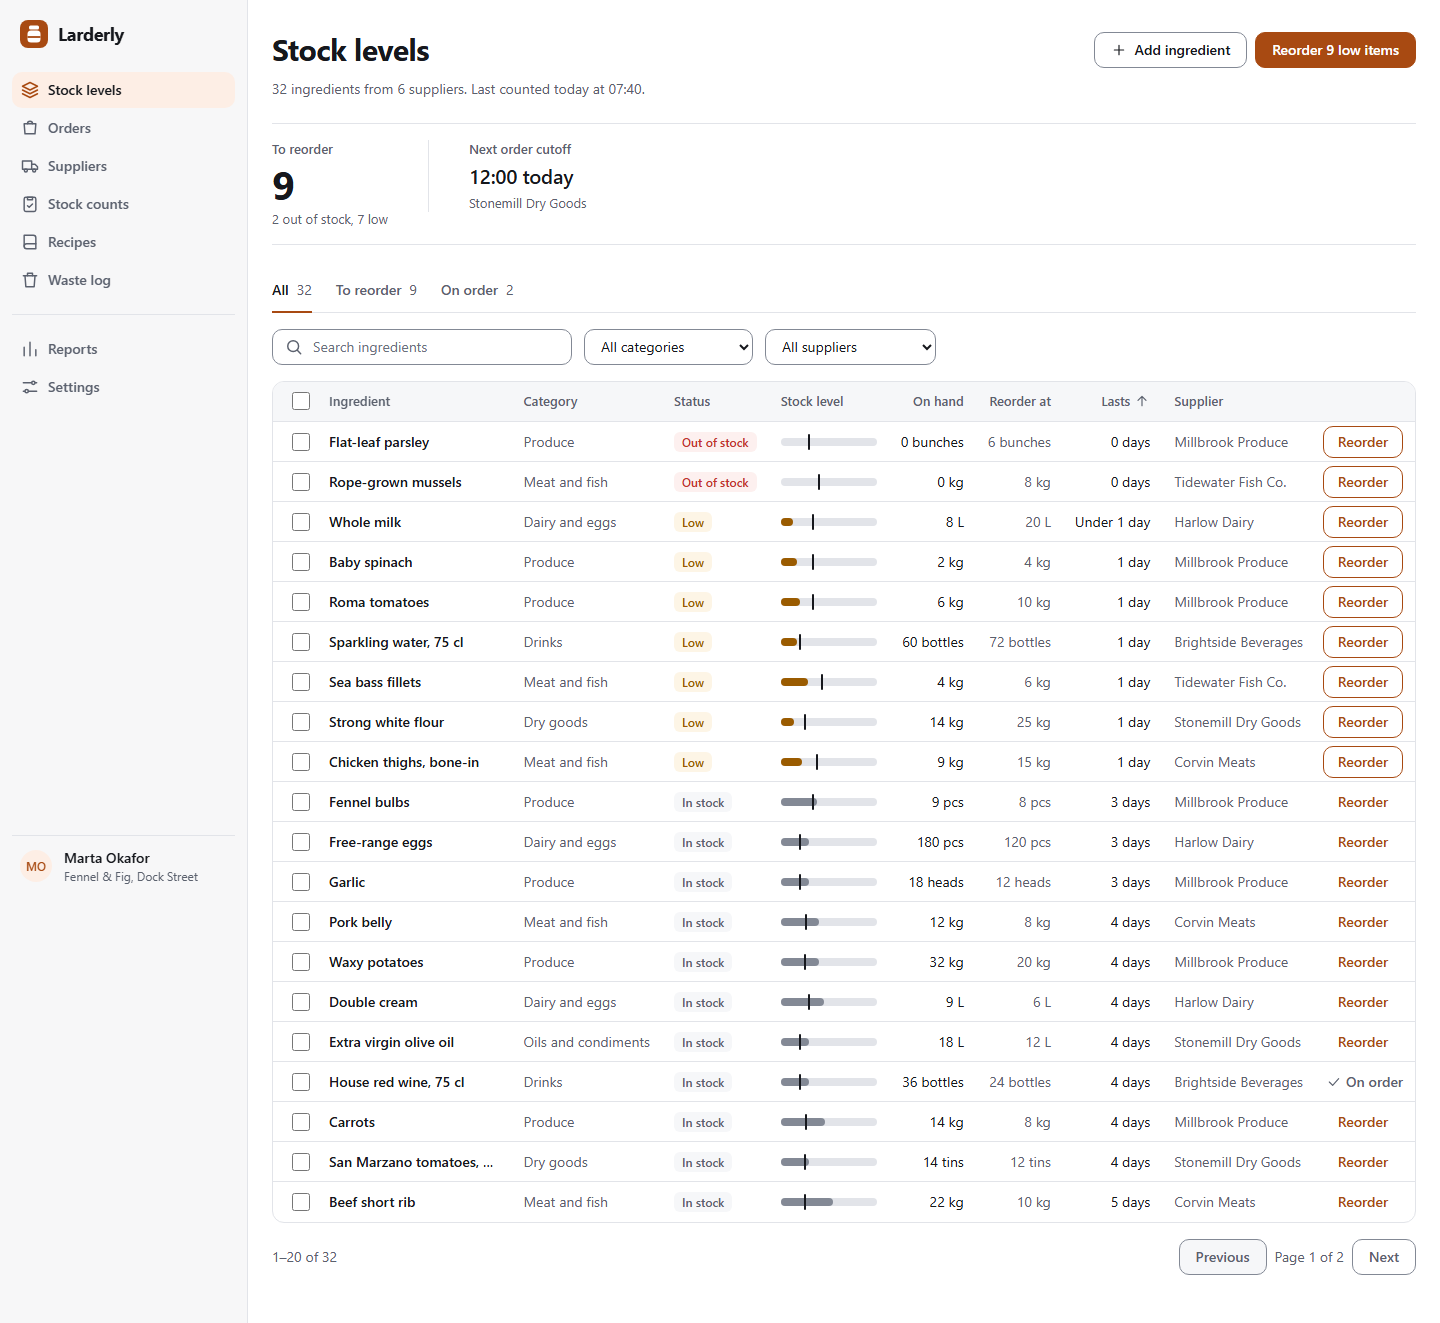 Larderly
Stock levels
Orders
Suppliers
Stock counts
Recipes
Waste log
Reports
Settings
MO
Marta Okafor
Fennel & Fig, Dock Street
Stock levels
Add ingredient
Reorder 9 low items
32 ingredients from 6 suppliers. Last counted today at 07:40.
To reorder
9
2 out of stock, 7 low
Next order cutoff
12:00 today
Stonemill Dry Goods
All 32 To reorder 9 On order 2
Search ingredients All categories All suppliers
Ingredient Category Status Stock level On hand Reorder at Lasts ↑ Supplier
Flat-leaf parsley Produce Out of stock 0 bunches 6 bunches 0 days Millbrook Produce Reorder
Rope-grown mussels Meat and fish Out of stock 0 kg 8 kg 0 days Tidewater Fish Co. Reorder
Whole milk Dairy and eggs Low 8 L 20 L Under 1 day Harlow Dairy Reorder
Baby spinach Produce Low 2 kg 4 kg 1 day Millbrook Produce Reorder
Roma tomatoes Produce Low 6 kg 10 kg 1 day Millbrook Produce Reorder
Sparkling water, 75 cl Drinks Low 60 bottles 72 bottles 1 day Brightside Beverages Reorder
Sea bass fillets Meat and fish Low 4 kg 6 kg 1 day Tidewater Fish Co. Reorder
Strong white flour Dry goods Low 14 kg 25 kg 1 day Stonemill Dry Goods Reorder
Chicken thighs, bone-in Meat and fish Low 9 kg 15 kg 1 day Corvin Meats Reorder
Fennel bulbs Produce In stock 9 pcs 8 pcs 3 days Millbrook Produce Reorder
Free-range eggs Dairy and eggs In stock 180 pcs 120 pcs 3 days Harlow Dairy Reorder
Garlic Produce In stock 18 heads 12 heads 3 days Millbrook Produce Reorder
Pork belly Meat and fish In stock 12 kg 8 kg 4 days Corvin Meats Reorder
Waxy potatoes Produce In stock 32 kg 20 kg 4 days Millbrook Produce Reorder
Double cream Dairy and eggs In stock 9 L 6 L 4 days Harlow Dairy Reorder
Extra virgin olive oil Oils and condiments In stock 18 L 12 L 4 days Stonemill Dry Goods Reorder
House red wine, 75 cl Drinks In stock 36 bottles 24 bottles 4 days Brightside Beverages On order
Carrots Produce In stock 14 kg 8 kg 4 days Millbrook Produce Reorder
San Marzano tomatoes, ... Dry goods In stock 14 tins 12 tins 4 days Stonemill Dry Goods Reorder
Beef short rib Meat and fish In stock 22 kg 10 kg 5 days Corvin Meats Reorder
1–20 of 32 Previous Page 1 of 2 Next